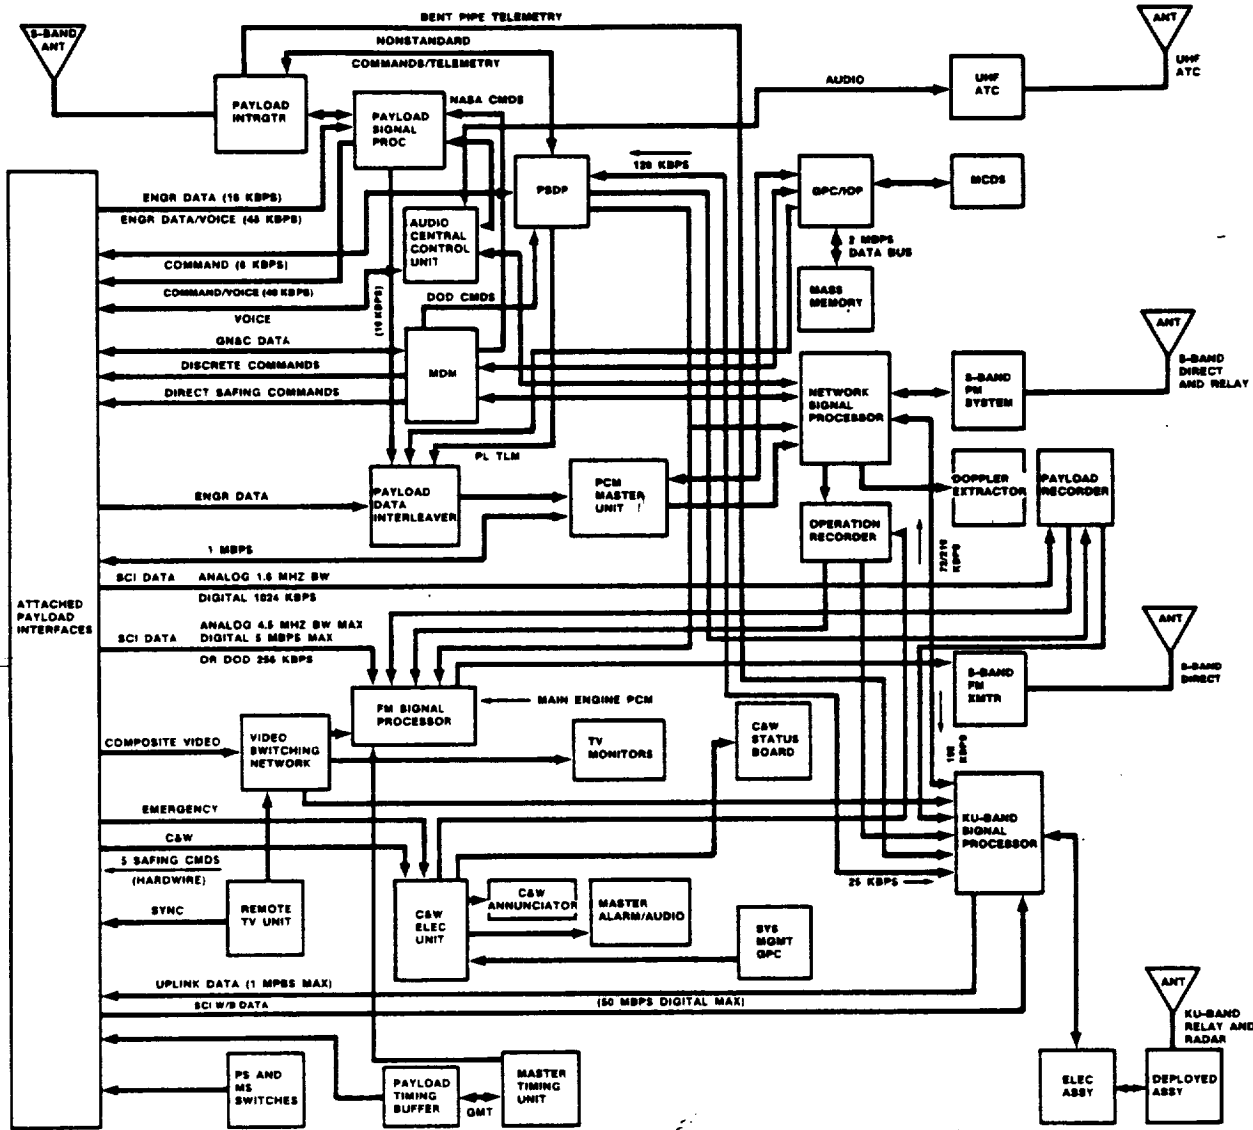 BENT PIPE TELEMETRY
NONSTANDARD
COMMANDS/TELEMETRY
S-BAND
ANT
ANT
UHF
ATC
AUDIO
UHF
ATC
PAYLOAD
INTRGTR
PAYLOAD
SIGNAL
PROC
NASA CMDS
128 KBPS
PSDP
GPC/IOP
MCDS
ENGR DATA (16 KBPS)
ENGR DATA/VOICE (48 KBPS)
AUDIO
CENTRAL
CONTROL
UNIT
2 MBPS
DATA BUS
COMMAND (8 KBPS)
COMMAND/VOICE (40 KBPS)
VOICE
(16 KBPS)
DOD CMDS
MASS
MEMORY
GN&C DATA
DISCRETE COMMANDS
DIRECT SAFING COMMANDS
MDM
NETWORK
SIGNAL
PROCESSOR
S-BAND
PM
SYSTEM
ANT
S-BAND
DIRECT
AND RELAY
PL TLM
ENGR DATA
PAYLOAD
DATA
INTERLEAVER
PCM
MASTER
UNIT
DOPPLER
EXTRACTOR
PAYLOAD
RECORDER
OPERATION
RECORDER
72/216
KBPS
1 MBPS
SCI DATA ANALOG 1.6 MHZ BW
DIGITAL 1024 KBPS
ATTACHED
PAYLOAD
INTERFACES
ANALOG 4.5 MHZ BW MAX
SCI DATA DIGITAL 5 MBPS MAX
OR DOD 256 KBPS
ANT
S-BAND
DIRECT
S-BAND
FM
XMTR
FM SIGNAL
PROCESSOR
MAIN ENGINE PCM
COMPOSITE VIDEO
VIDEO
SWITCHING
NETWORK
TV
MONITORS
C&W
STATUS
BOARD
KBPS
EMERGENCY
C&W
5 SAFING CMDS
(HARDWIRE)
KU-BAND
SIGNAL
PROCESSOR
25 KBPS
SYNC
REMOTE
TV UNIT
C&W
ELEC
UNIT
C&W
ANNUNCIATOR
MASTER
ALARM/AUDIO
SYS
MGMT
GPC
UPLINK DATA (1 MPBS MAX)
SCI W/B DATA
(50 MBPS DIGITAL MAX)
ANT
KU-BAND
RELAY AND
RADAR
PS AND
MS
SWITCHES
PAYLOAD
TIMING
BUFFER
GMT
MASTER
TIMING
UNIT
ELEC
ASSY
DEPLOYED
ASSY